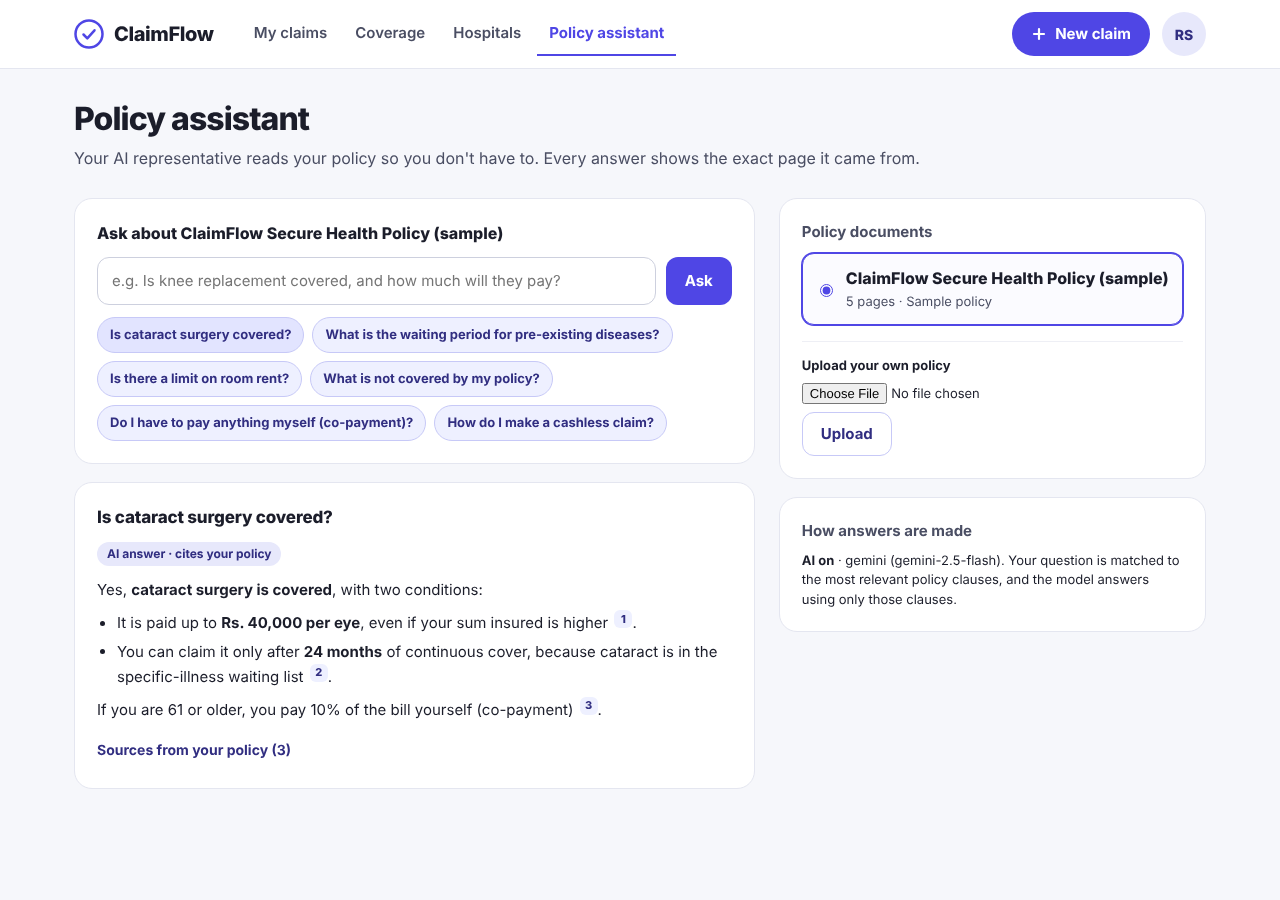 ClaimFlow
My claims
Coverage
Hospitals
Policy assistant
New claim
RS
Policy assistant
Your AI representative reads your policy so you don't have to. Every answer shows the exact page it came from.
Ask about ClaimFlow Secure Health Policy (sample)
e.g. Is knee replacement covered, and how much will they pay?
Ask
Is cataract surgery covered?
What is the waiting period for pre-existing diseases?
Is there a limit on room rent?
What is not covered by my policy?
Do I have to pay anything myself (co-payment)?
How do I make a cashless claim?
Is cataract surgery covered?
AI answer · cites your policy
Yes, cataract surgery is covered, with two conditions:
• It is paid up to Rs. 40,000 per eye, even if your sum insured is higher 1.
• You can claim it only after 24 months of continuous cover, because cataract is in the
specific-illness waiting list 2.
If you are 61 or older, you pay 10% of the bill yourself (co-payment) 3.
Sources from your policy (3)
Policy documents
ClaimFlow Secure Health Policy (sample)
5 pages · Sample policy
Upload your own policy
Choose File No file chosen
Upload
How answers are made
AI on · gemini (gemini-2.5-flash). Your question is matched to
the most relevant policy clauses, and the model answers
using only those clauses.